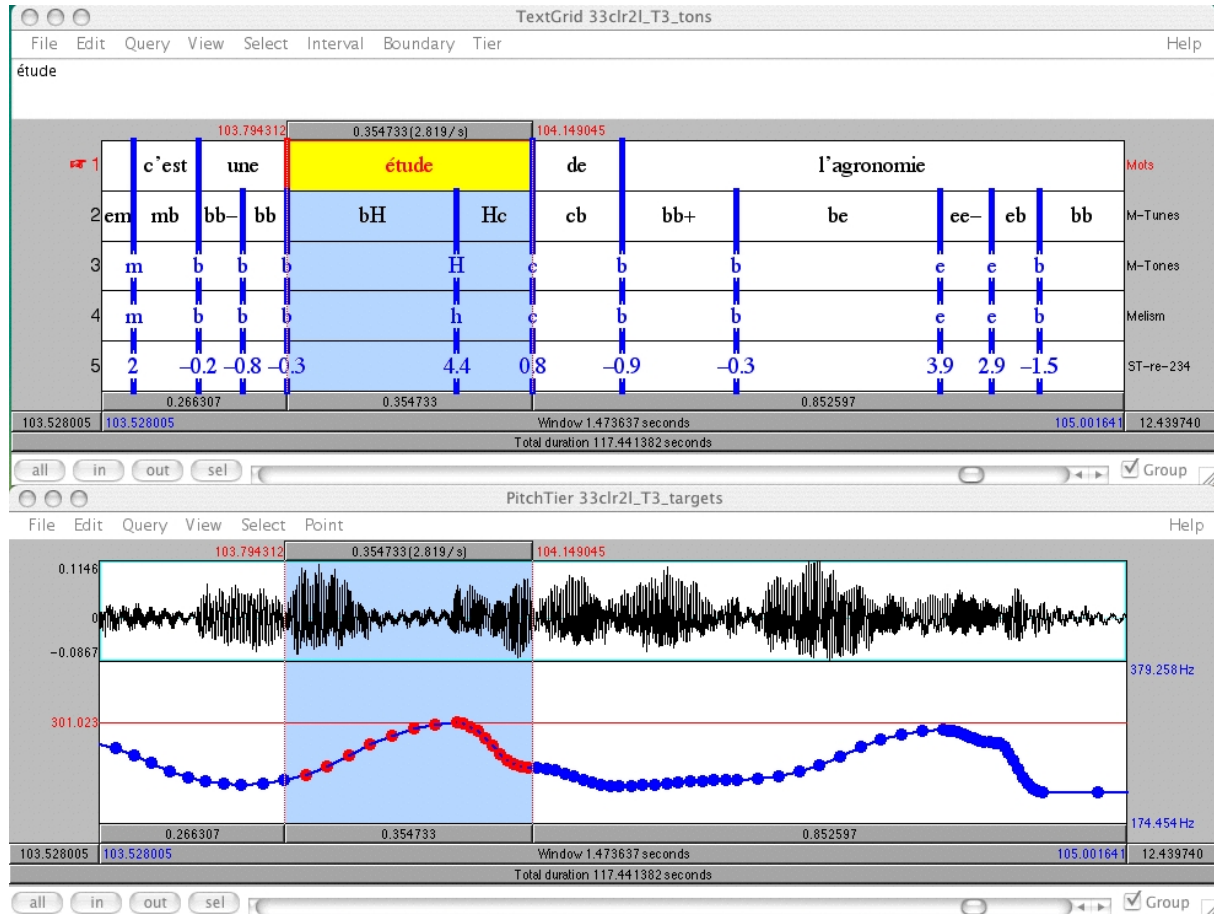 TextGrid 33clr2l_T3_tons
File Edit Query View Select Interval Boundary Tier Help
étude
103.794312 0.354733(2.819/s) 104.149045
1 c'est une étude de l'agronomie Mots
2 em mb bb- bb bH Hc cb bb+ be ee- eb bb M-Tunes
3 m b b b H c b b e e b M-Tones
4 m b b b h c b b e e b Melism
5 2 -0.2 -0.8 -0.3 4.4 0.8 -0.9 -0.3 3.9 2.9 -1.5 ST-re-234
0.266307 0.354733 0.852597
103.528005 103.528005 Window 1.473637 seconds 105.001641 12.439740
Total duration 117.441382 seconds
all in out sel Group
PitchTier 33clr2l_T3_targets
File Edit Query View Select Point Help
103.794312 0.354733(2.819/s) 104.149045
0.1146
0
-0.0867
379.258Hz
301.023
174.454Hz
0.266307 0.354733 0.852597
103.528005 103.528005 Window 1.473637 seconds 105.001641 12.439740
Total duration 117.441382 seconds
all in out sel Group